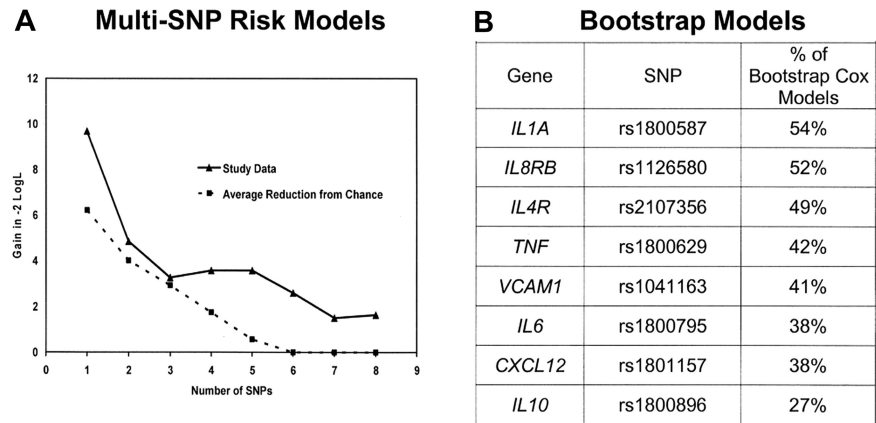 A Multi-SNP Risk Models
12
10
8
6
4
2
0
Gain in -2 LogL
Study Data
Average Reduction from Chance
1 2 3 4 5 6 7 8 9
Number of SNPs
B Bootstrap Models
Gene SNP % of Bootstrap Cox Models
IL1A rs1800587 54%
IL8RB rs1126580 52%
IL4R rs2107356 49%
TNF rs1800629 42%
VCAM1 rs1041163 41%
IL6 rs1800795 38%
CXCL12 rs1801157 38%
IL10 rs1800896 27%